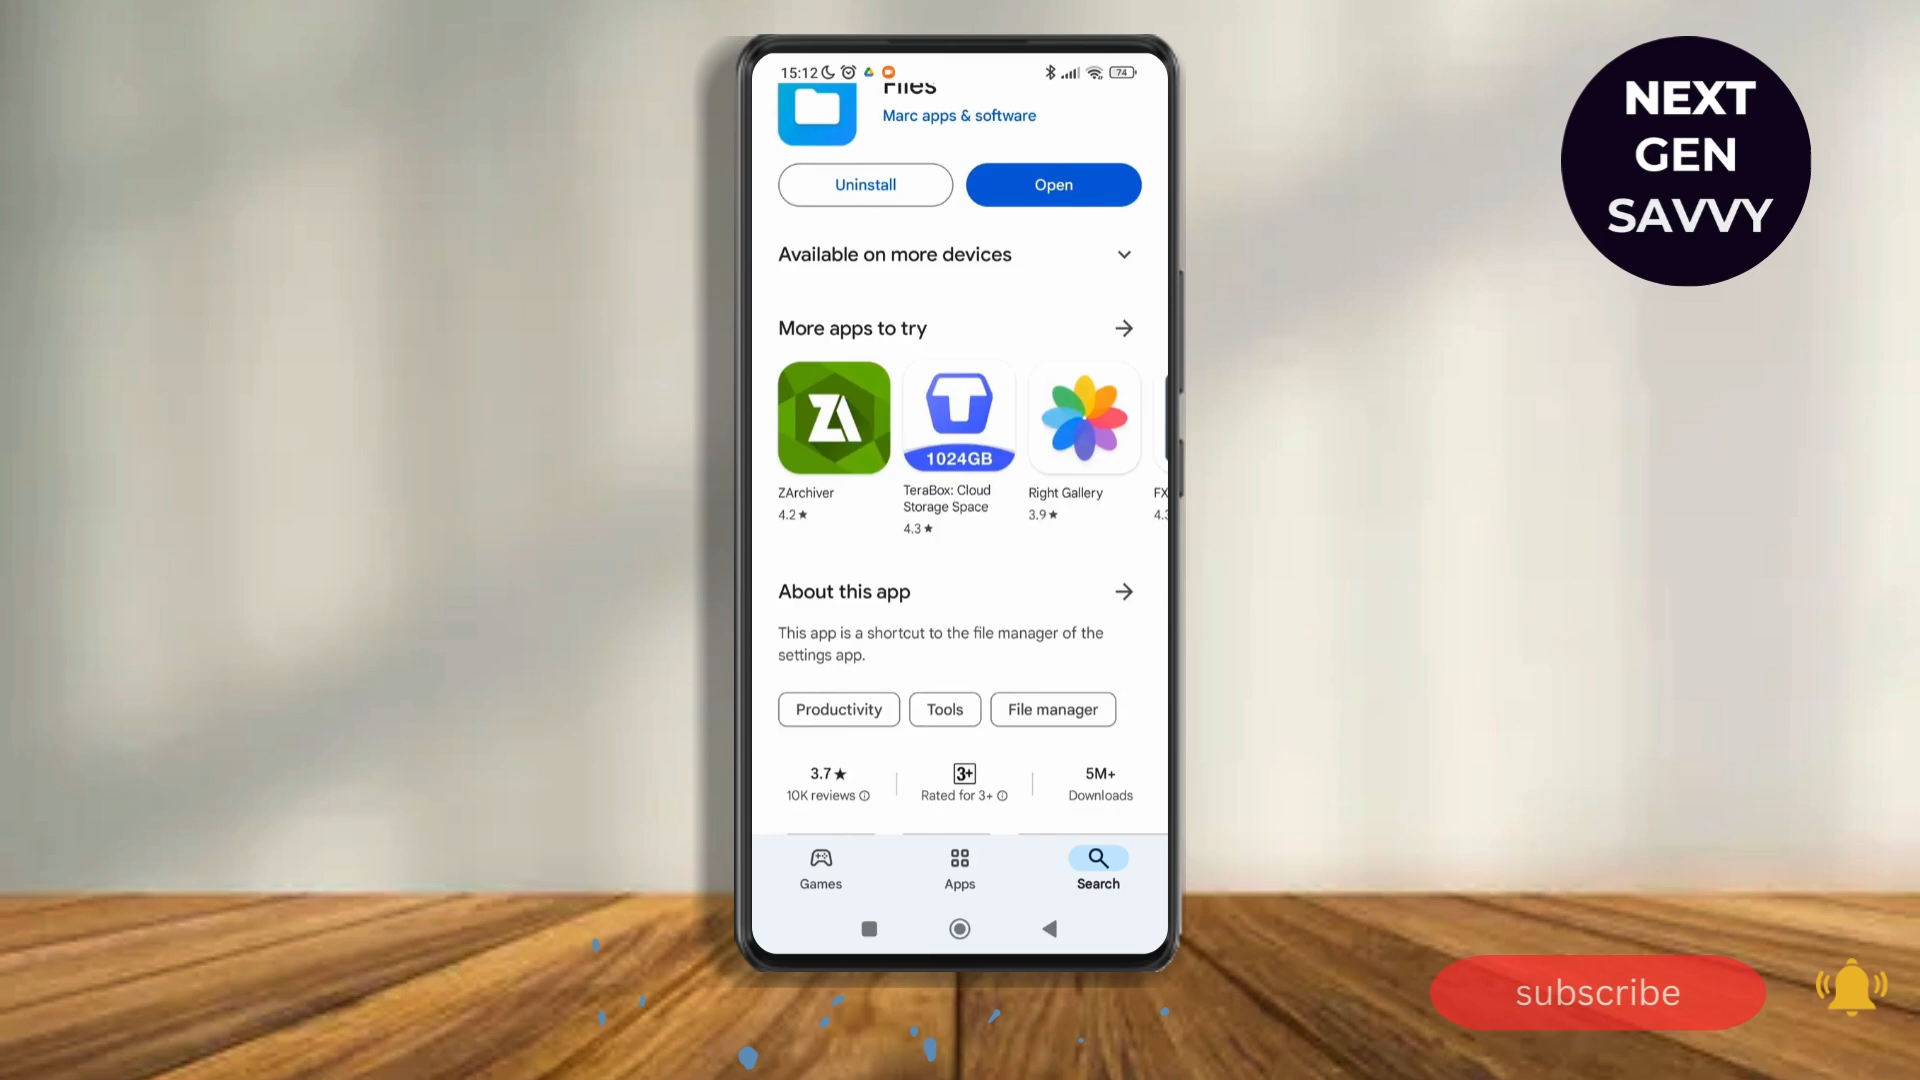 NEXT
GEN
SAVVY
15:12
74
Files
Marc apps & software
Uninstall
Open
Available on more devices
More apps to try
ZA
1024GB
ZArchiver
4.2★
TeraBox: Cloud
Storage Space
4.3★
Right Gallery
3.9★
FX
4.3
About this app
This app is a shortcut to the file manager of the
settings app.
Productivity
Tools
File manager
3.7★
10K reviews
3+
Rated for 3+
5M+
Downloads
Games
Apps
Search
subscribe